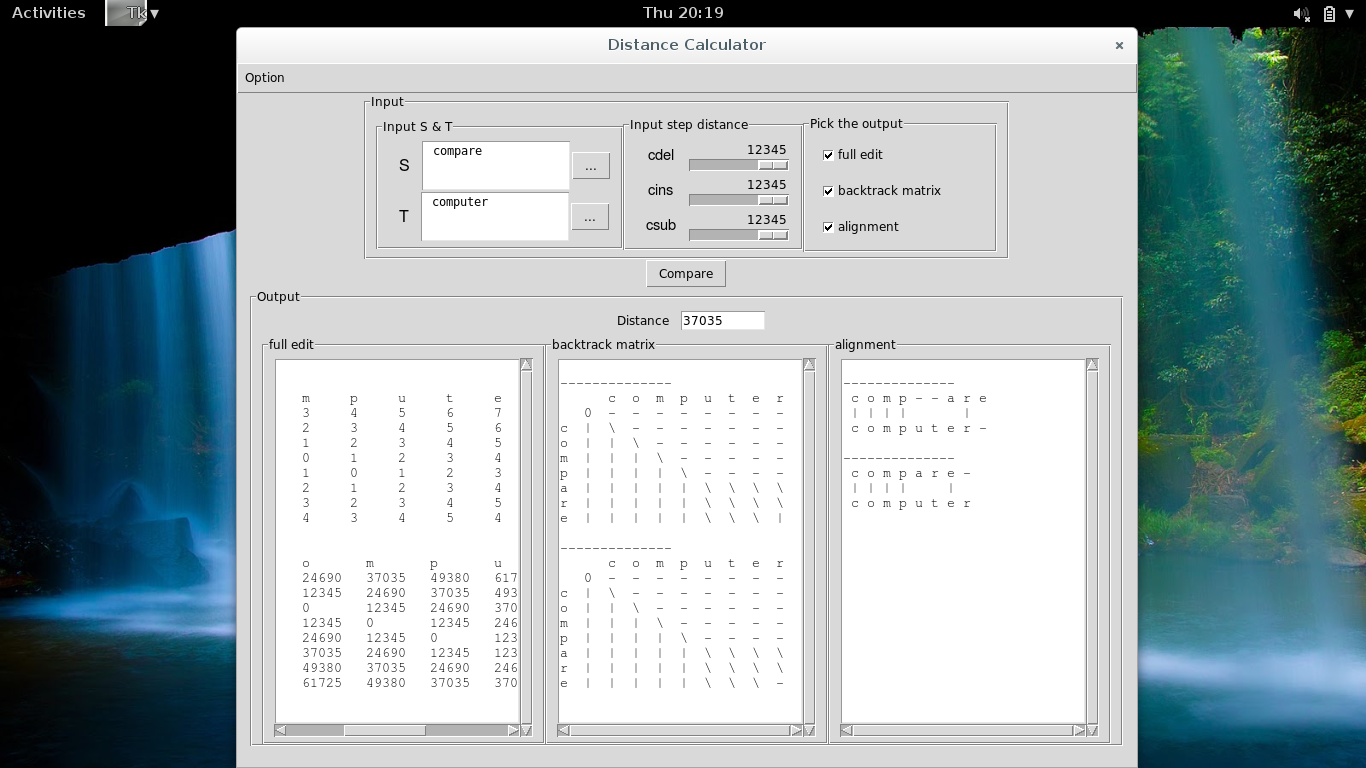 Activities Tk Thu 20:19
Distance Calculator ×
Option
Input
Input S & T
S compare ...
T computer ...
Input step distance
cdel 12345
cins 12345
csub 12345
Pick the output
full edit
backtrack matrix
alignment
Compare
Output
Distance 37035
full edit
m p u t e
3 4 5 6 7
2 3 4 5 6
1 2 3 4 5
0 1 2 3 4
1 0 1 2 3
2 1 2 3 4
3 2 3 4 5
4 3 4 5 4
o m p u
24690 37035 49380 617
12345 24690 37035 493
0 12345 24690 370
12345 0 12345 246
24690 12345 0 123
37035 24690 12345 123
49380 37035 24690 246
61725 49380 37035 370
backtrack matrix
--------------
c o m p u t e r
0 - - - - - - - -
c | \ - - - - - - -
o | | \ - - - - - -
m | | | \ - - - - -
p | | | | \ - - - -
a | | | | | \ \ \ \
r | | | | | \ \ \ \
e | | | | | \ \ \ |
--------------
c o m p u t e r
0 - - - - - - - -
c | \ - - - - - - -
o | | \ - - - - - -
m | | | \ - - - - -
p | | | | \ - - - -
a | | | | | \ \ \ \
r | | | | | \ \ \ \
e | | | | | \ \ \ -
alignment
--------------
c o m p - - a r e
| | | | |
c o m p u t e r -
--------------
c o m p a r e -
| | | | |
c o m p u t e r